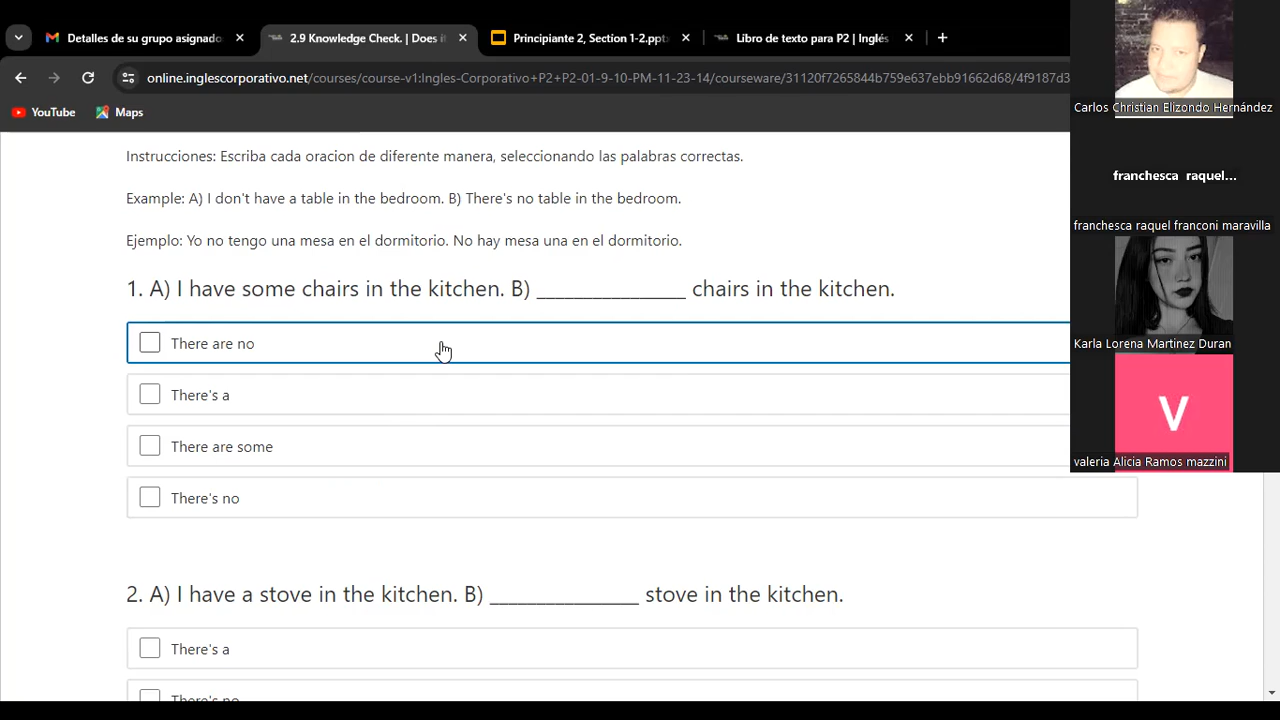 Detalles de su grupo asignado
2.9 Knowledge Check. | Does i
Principiante 2, Section 1-2.pptx
Libro de texto para P2 | Inglés
online.inglescorporativo.net/courses/course-v1:Ingles-Corporativo+P2+P2-01-9-10-PM-11-23-14/courseware/31120f7265844b759e637ebb91662d68/4f9187d3
YouTube
Maps
Instrucciones: Escriba cada oracion de diferente manera, seleccionando las palabras correctas.
Example: A) I don't have a table in the bedroom. B) There's no table in the bedroom.
Ejemplo: Yo no tengo una mesa en el dormitorio. No hay mesa una en el dormitorio.
1. A) I have some chairs in the kitchen. B) ________________ chairs in the kitchen.
There are no
There's a
There are some
There's no
2. A) I have a stove in the kitchen. B) ________________ stove in the kitchen.
There's a
There's no
Carlos Christian Elizondo Hernández
franchesca raquel...
franchesca raquel franconi maravilla
Karla Lorena Martinez Duran
V
valeria Alicia Ramos mazzini